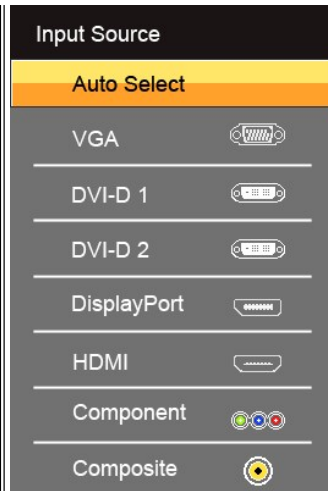 Input Source
Auto Select
VGA
DVI-D 1
DVI-D 2
DisplayPort
HDMI
Component
Composite